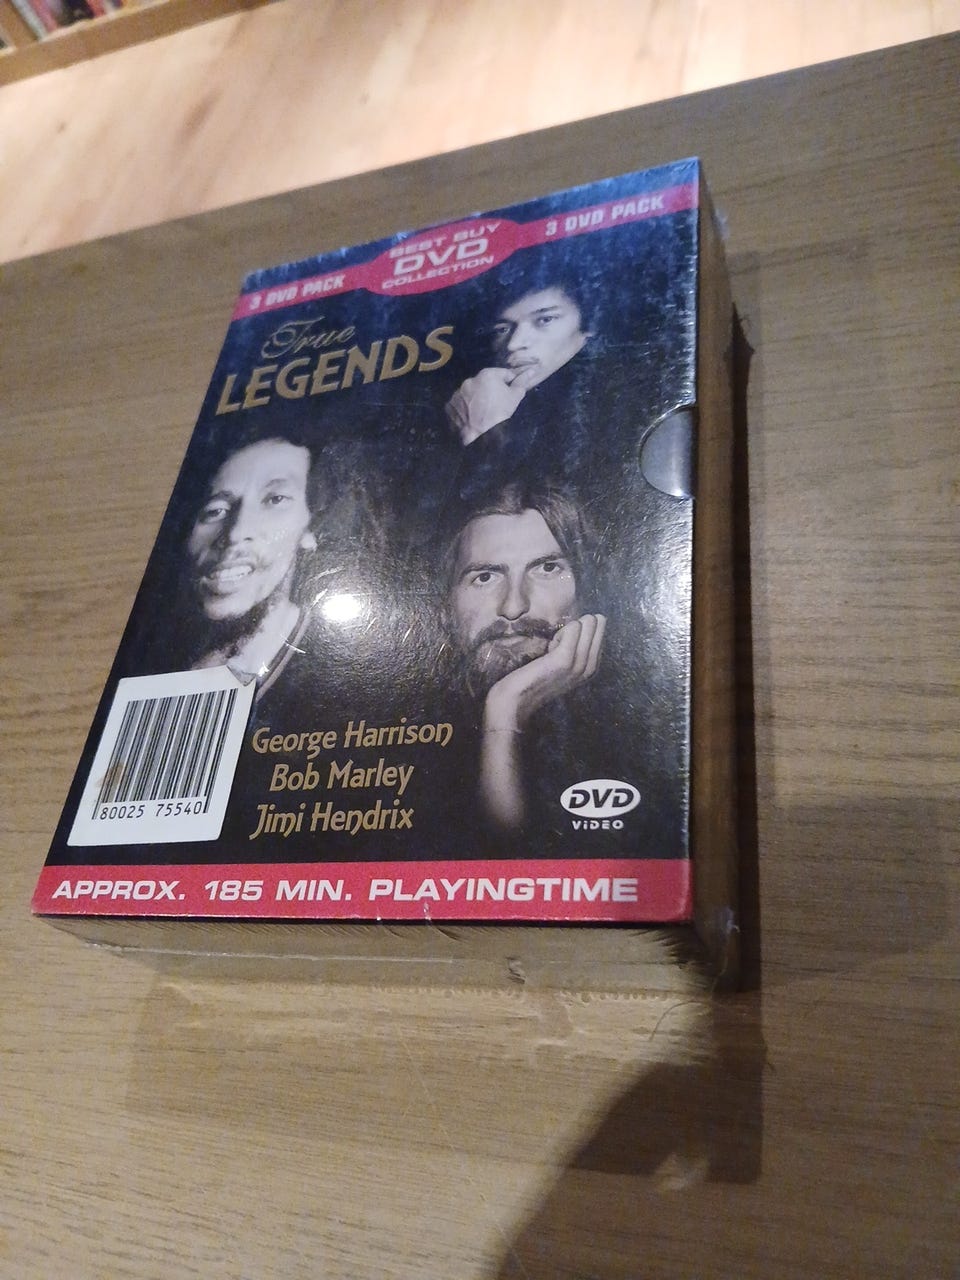 3 DVD PACK
BEST BUY
DVD
COLLECTION
3 DVD PACK
True
LEGENDS
George Harrison
Bob Marley
Jimi Hendrix
80025 75540
DVD
VIDEO
APPROX. 185 MIN. PLAYINGTIME